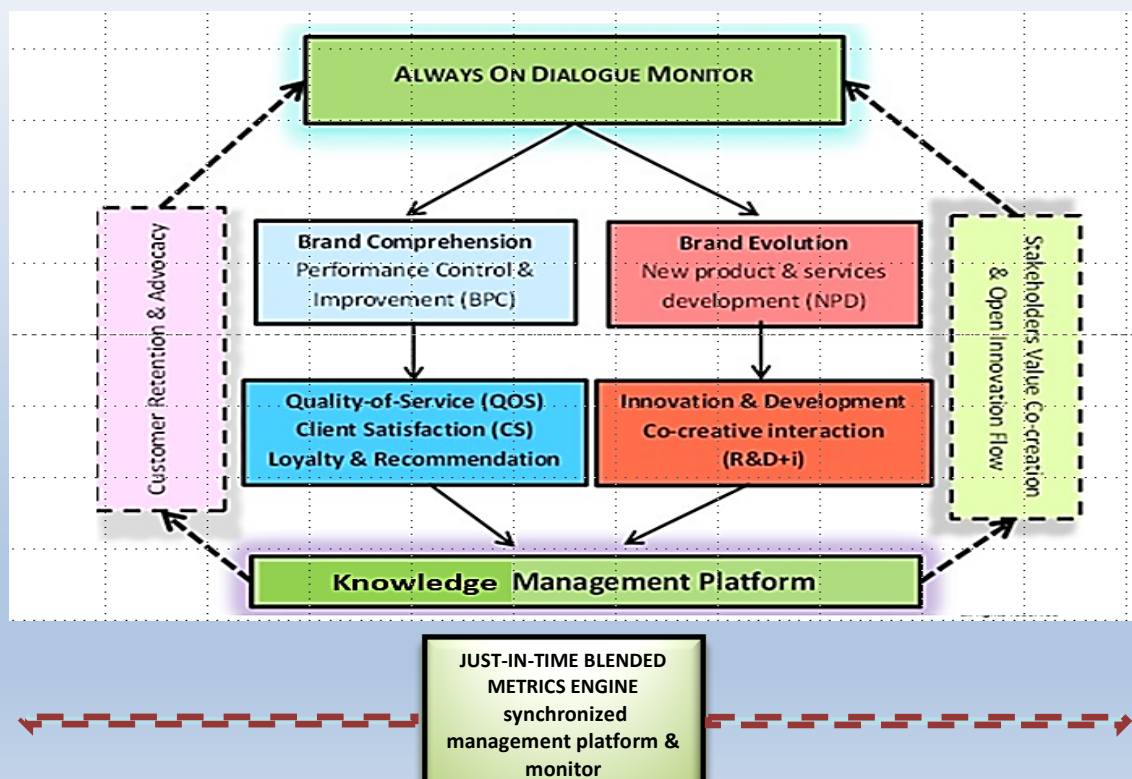 ALWAYS ON DIALOGUE MONITOR
Brand Comprehension
Performance Control &
Improvement (BPC)
Brand Evolution
New product & services
development (NPD)
Customer Retention & Advocacy
Stakeholders Value Co-creation
& Open Innovation
Flow
Quality-of-Service (QOS)
Client Satisfaction (CS)
Loyalty & Recommendation
Innovation & Development
Co-creative interaction
(R&D+i)
Knowledge Management Platform
JUST-IN-TIME BLENDED
METRICS ENGINE
synchronized
management platform &
monitor